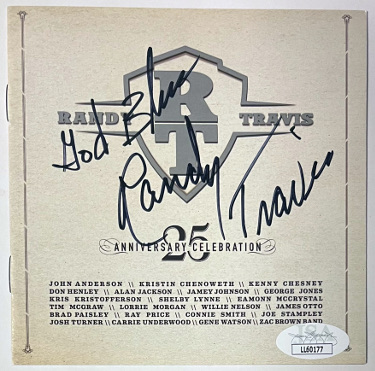 RANDY TRAVIS
RT
God Bless
Randy Travis
25
ANNIVERSARY CELEBRATION
JOHN ANDERSON // KRISTIN CHENOWETH // KENNY CHESNEY
DON HENLEY // ALAN JACKSON // JAMEY JOHNSON // GEORGE JONES
KRIS KRISTOFFERSON // SHELBY LYNNE // EAMONN MCCRYSTAL
TIM MCGRAW // LORRIE MORGAN // WILLIE NELSON // JAMES OTTO
BRAD PAISLEY // RAY PRICE // CONNIE SMITH // JOE STAMPLEY
JOSH TURNER // CARRIE UNDERWOOD // GENE WATSON // ZAC BROWN BAND
LL60177